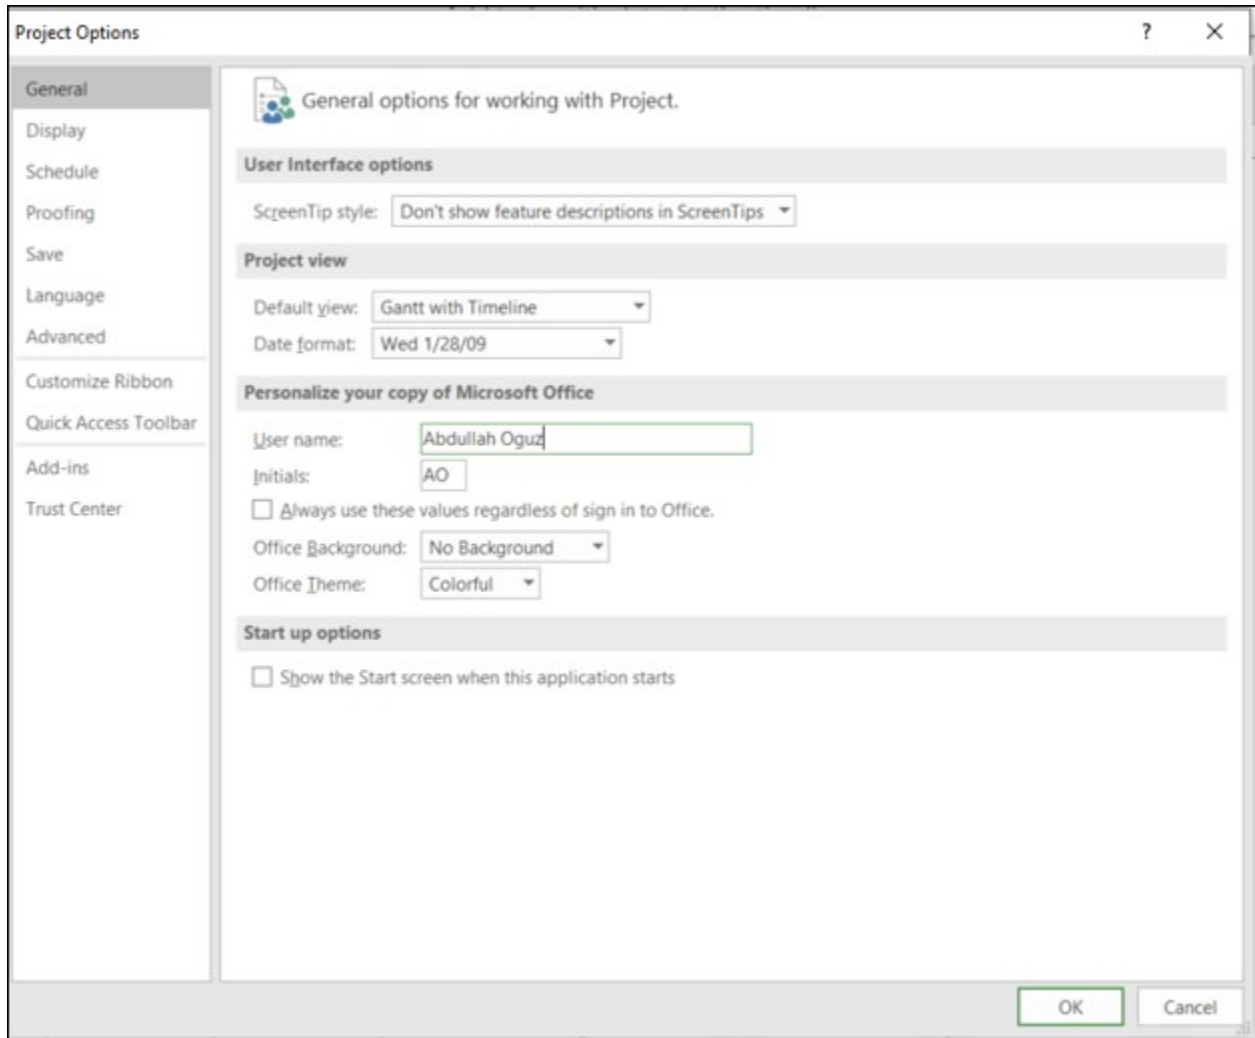 Project Options
?
General
Display
Schedule
Proofing
Save
Language
Advanced
Customize Ribbon
Quick Access Toolbar
Add-ins
Trust Center
General options for working with Project.
User Interface options
ScreenTip style: Don't show feature descriptions in ScreenTips
Project view
Default view: Gantt with Timeline
Date format: Wed 1/28/09
Personalize your copy of Microsoft Office
User name: Abdullah Oguz
Initials: AO
Always use these values regardless of sign in to Office.
Office Background: No Background
Office Theme: Colorful
Start up options
Show the Start screen when this application starts
OK Cancel